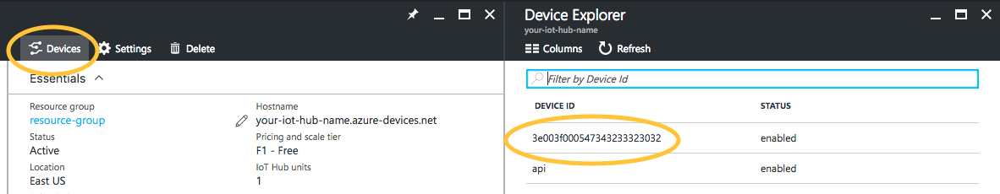 Devices
Settings
Delete
Essentials
Resource group
resource-group
Status
Active
Location
East US
Hostname
your-iot-hub-name.azure-devices.net
Pricing and scale tier
F1 - Free
IoT Hub units
1
Device Explorer
your-iot-hub-name
Columns
Refresh
Filter by Device Id
DEVICE ID STATUS
3e003f000547343233323032 enabled
api enabled